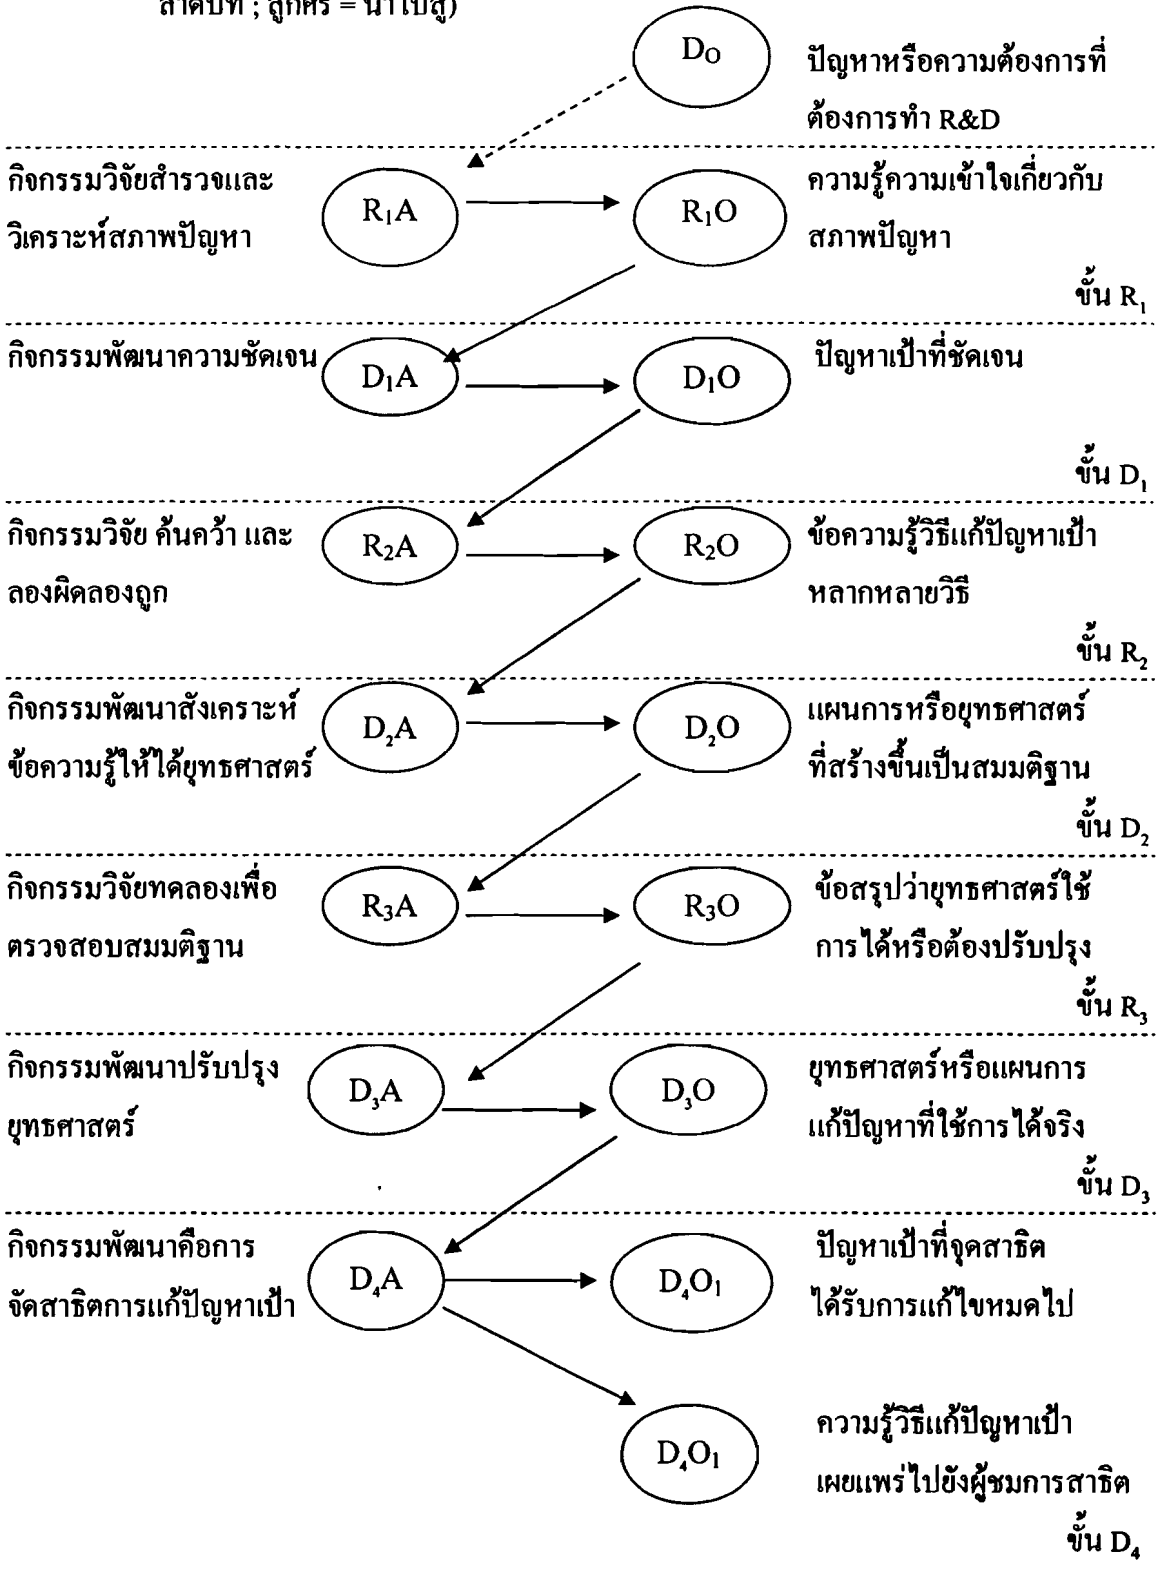 ลำดับที่ ; ลูกศร = นำไปสู่)
D₀
ปัญหาหรือความต้องการที่
ต้องการทำ R&D
กิจกรรมวิจัยสำรวจและ
วิเคราะห์สภาพปัญหา
R₁A
R₁O
ความรู้ความเข้าใจเกี่ยวกับ
สภาพปัญหา
ขั้น R₁
กิจกรรมพัฒนาความชัดเจน
D₁A
D₁O
ปัญหาเป้าที่ชัดเจน
ขั้น D₁
กิจกรรมวิจัย ค้นคว้า และ
ลองผิดลองถูก
R₂A
R₂O
ข้อความรู้วิธีแก้ปัญหาเป้า
หลากหลายวิธี
ขั้น R₂
กิจกรรมพัฒนาสังเคราะห์
ข้อความรู้ให้ได้ยุทธศาสตร์
D₂A
D₂O
แผนการหรือยุทธศาสตร์
ที่สร้างขึ้นเป็นสมมติฐาน
ขั้น D₂
กิจกรรมวิจัยทดลองเพื่อ
ตรวจสอบสมมติฐาน
R₃A
R₃O
ข้อสรุปว่ายุทธศาสตร์ใช้
การได้หรือต้องปรับปรุง
ขั้น R₃
กิจกรรมพัฒนาปรับปรุง
ยุทธศาสตร์
D₃A
D₃O
ยุทธศาสตร์หรือแผนการ
แก้ปัญหาที่ใช้การได้จริง
ขั้น D₃
กิจกรรมพัฒนาคือการ
จัดสาธิตการแก้ปัญหาเป้า
D₄A
D₄O₁
ปัญหาเป้าที่จุดสาธิต
ได้รับการแก้ไขหมดไป
D₄O₁
ความรู้วิธีแก้ปัญหาเป้า
เผยแพร่ไปยังผู้ชมการสาธิต
ขั้น D₄